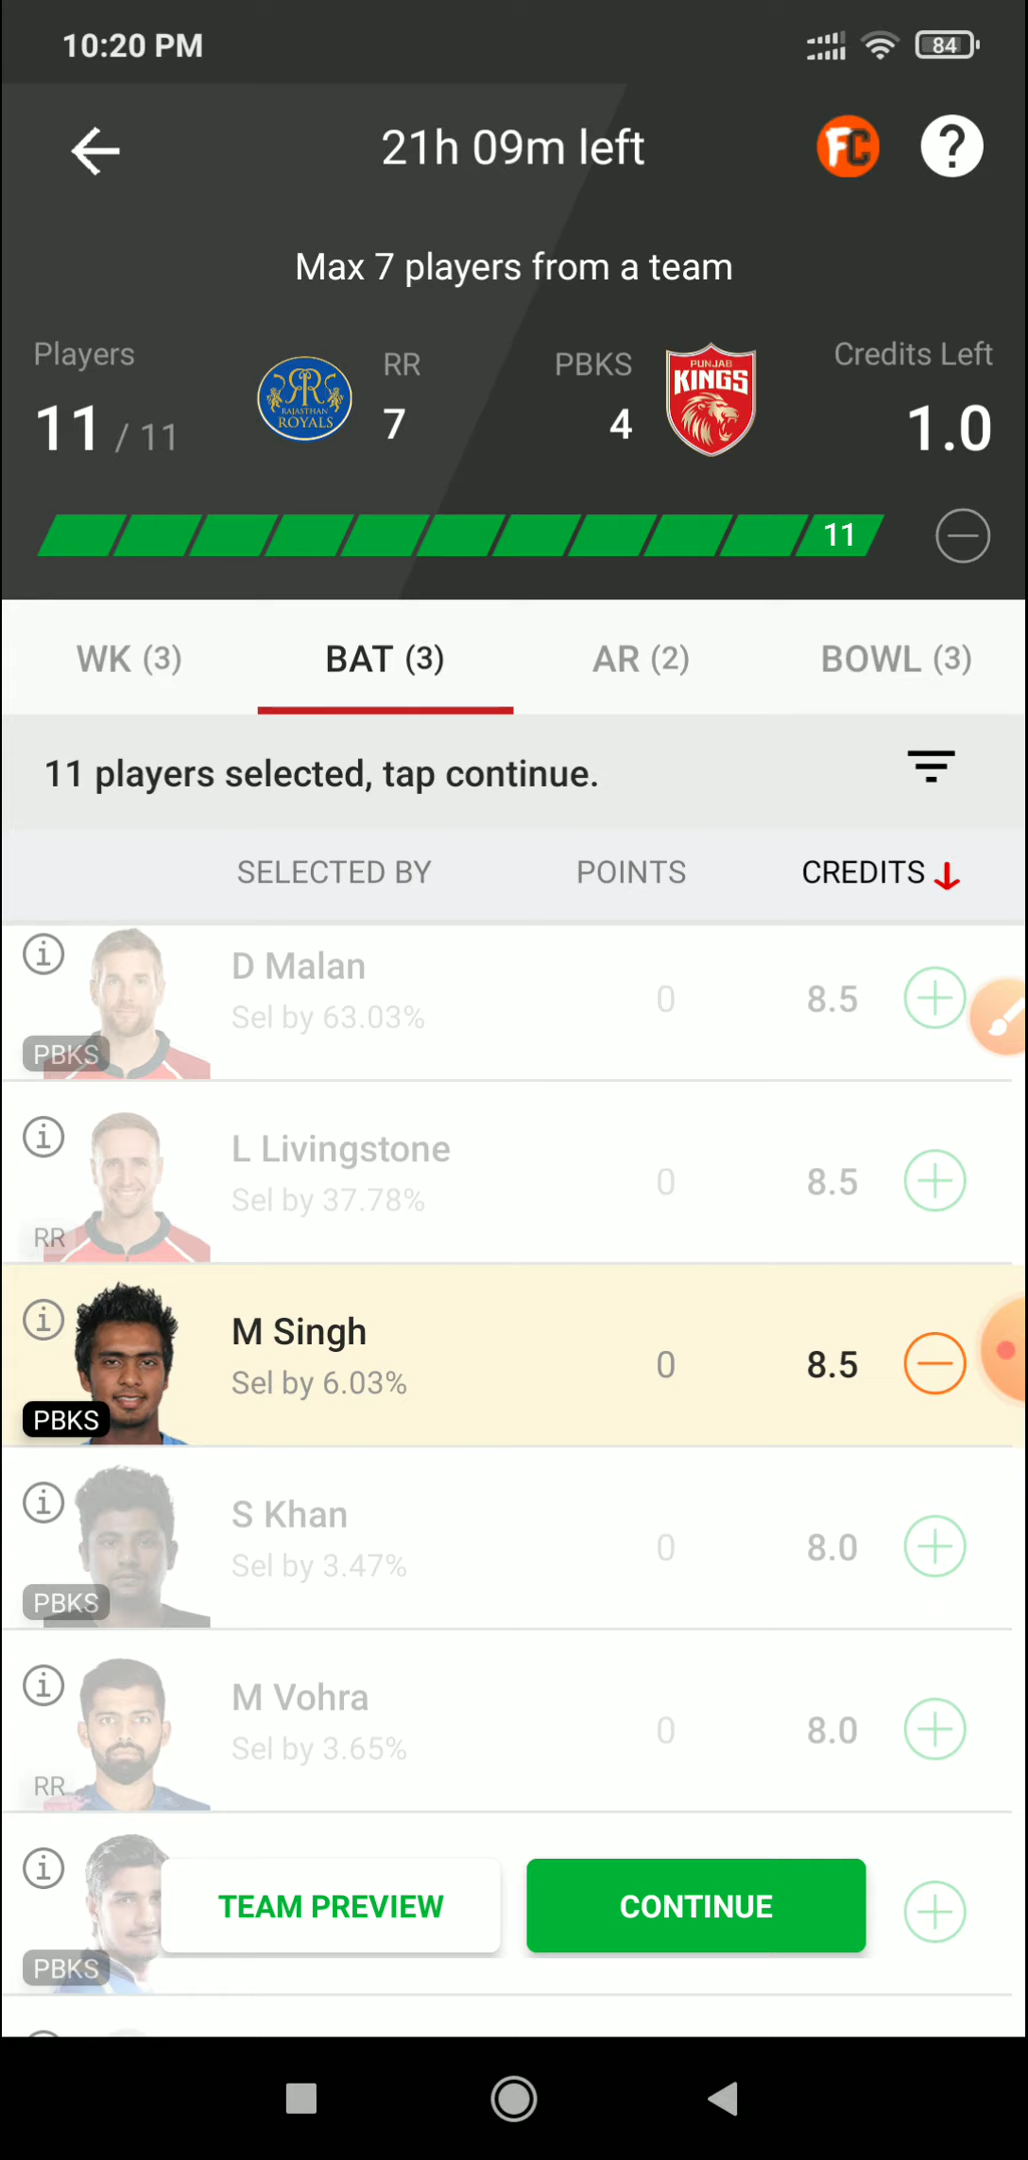 10:20 PM
84
21h 09m left
FC
?
Max 7 players from a team
Players
RR
PBKS
Credits Left
11 / 11
RAJASTHAN
ROYALS
7
4
PUNJAB
KINGS
1.0
11
WK (3)
BAT (3)
AR (2)
BOWL (3)
11 players selected, tap continue.
SELECTED BY
POINTS
CREDITS
D Malan
Sel by 63.03%
0
8.5
PBKS
L Livingstone
Sel by 37.78%
0
8.5
RR
M Singh
Sel by 6.03%
0
8.5
PBKS
S Khan
Sel by 3.47%
0
8.0
PBKS
M Vohra
Sel by 3.65%
0
8.0
RR
TEAM PREVIEW
CONTINUE
PBKS